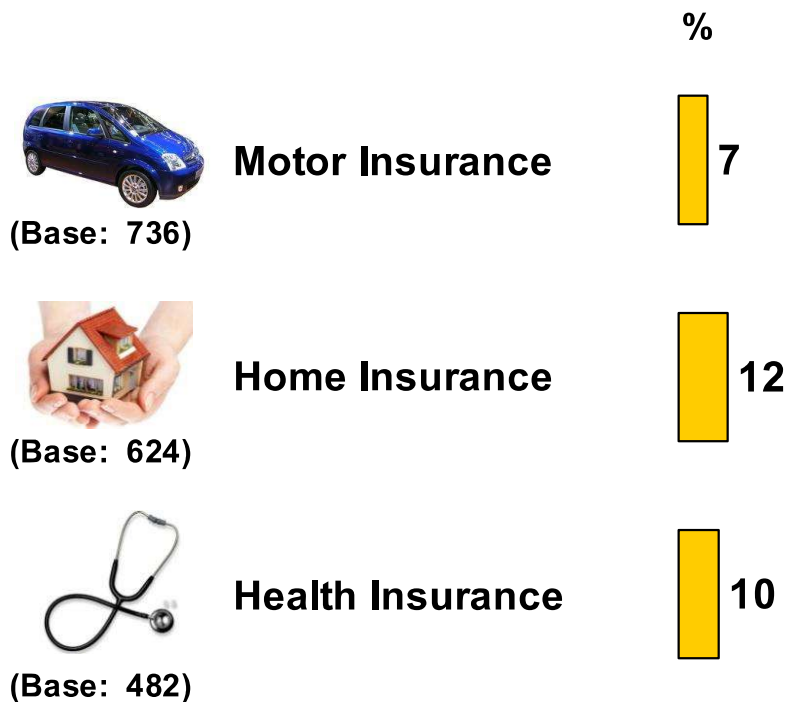 %
Motor Insurance 7
(Base: 736)
Home Insurance 12
(Base: 624)
Health Insurance 10
(Base: 482)